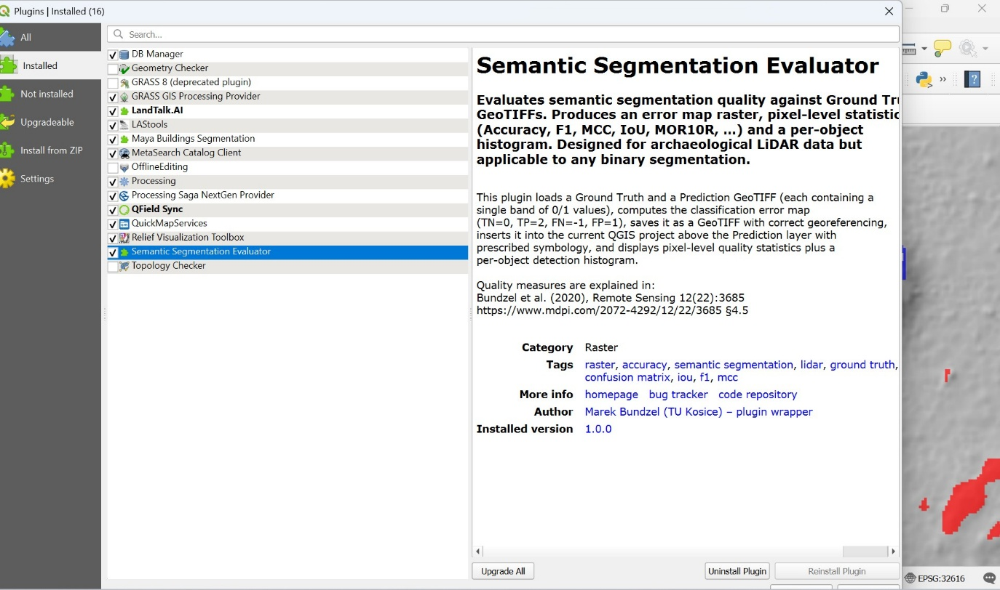 Plugins | Installed (16)
All
Installed
Not installed
Upgradeable
Install from ZIP
Settings
Search...
DB Manager
Geometry Checker
GRASS 8 (deprecated plugin)
GRASS GIS Processing Provider
LandTalk.AI
LAStools
Maya Buildings Segmentation
MetaSearch Catalog Client
OfflineEditing
Processing
Processing Saga NextGen Provider
QField Sync
QuickMapServices
Relief Visualization Toolbox
Semantic Segmentation Evaluator
Topology Checker
Semantic Segmentation Evaluator
Evaluates semantic segmentation quality against Ground Tru
GeoTIFFs. Produces an error map raster, pixel-level statistic
(Accuracy, F1, MCC, IoU, MOR10R, ...) and a per-object
histogram. Designed for archaeological LiDAR data but
applicable to any binary segmentation.
This plugin loads a Ground Truth and a Prediction GeoTIFF (each containing a
single band of 0/1 values), computes the classification error map
(TN=0, TP=2, FN=-1, FP=1), saves it as a GeoTIFF with correct georeferencing,
inserts it into the current QGIS project above the Prediction layer with
prescribed symbology, and displays pixel-level quality statistics plus a
per-object detection histogram.
Quality measures are explained in:
Bundzel et al. (2020), Remote Sensing 12(22):3685
https://www.mdpi.com/2072-4292/12/22/3685 §4.5
Category Raster
Tags raster, accuracy, semantic segmentation, lidar, ground truth,
confusion matrix, iou, f1, mcc
More info homepage bug tracker code repository
Author Marek Bundzel (TU Kosice) – plugin wrapper
Installed version 1.0.0
Upgrade All
Uninstall Plugin
Reinstall Plugin
EPSG:32616